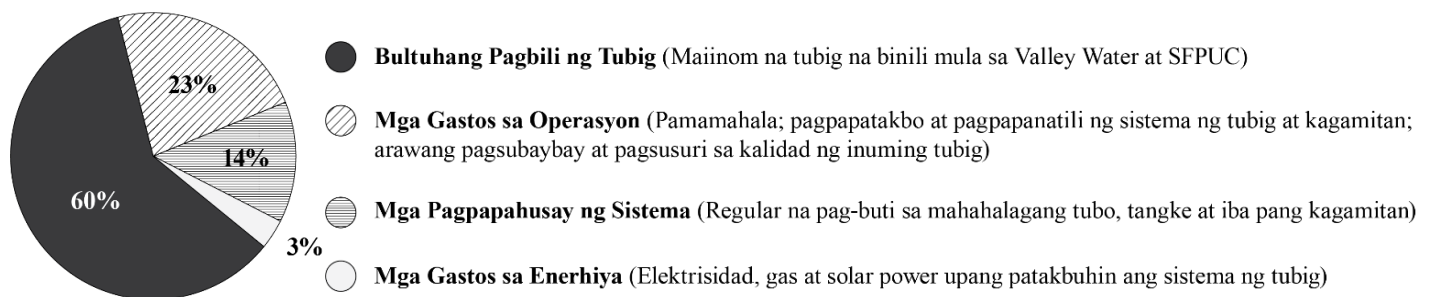 23%
14%
60%
3%
Bultuhang Pagbili ng Tubig (Maiinom na tubig na binili mula sa Valley Water at SFPUC)
Mga Gastos sa Operasyon (Pamamahala; pagpapatakbo at pagpapanatili ng sistema ng tubig at kagamitan;
arawang pagsubaybay at pagsusuri sa kalidad ng inuming tubig)
Mga Pagpapahusay ng Sistema (Regular na pag-buti sa mahahalagang tubo, tangke at iba pang kagamitan)
Mga Gastos sa Enerhiya (Elektrisidad, gas at solar power upang patakbuhin ang sistema ng tubig)